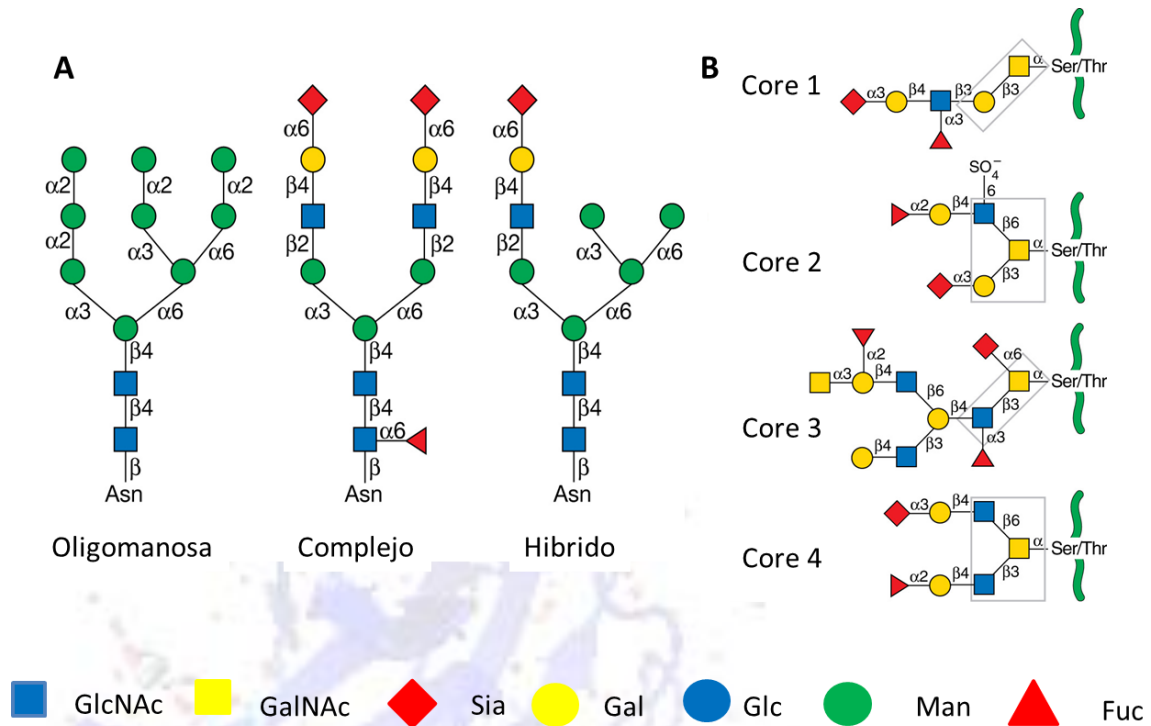 A
α6 α6 α6
β4 β4 β4
α2 α2 α2
α2 α3 α6 β2 β2 β2 α3 α6
α3 α6 α3 α6 α3 α6
β4 β4 β4
β4 β4 β4
α6
β β β
Asn Asn Asn
Oligomanosa Complejo Hibrido
B
Core 1
α3 β4 β3 β3 α Ser/Thr
α3
Core 2
SO4−
6
α2 β4 β6
α Ser/Thr
α3 β3
Core 3
α2 α6
α3 β4 β6 β4 β3 α Ser/Thr
β4 β3 α3
Core 4
α3 β4 β6
α Ser/Thr
α2 β4 β3
GlcNAc GalNAc Sia Gal Glc Man Fuc